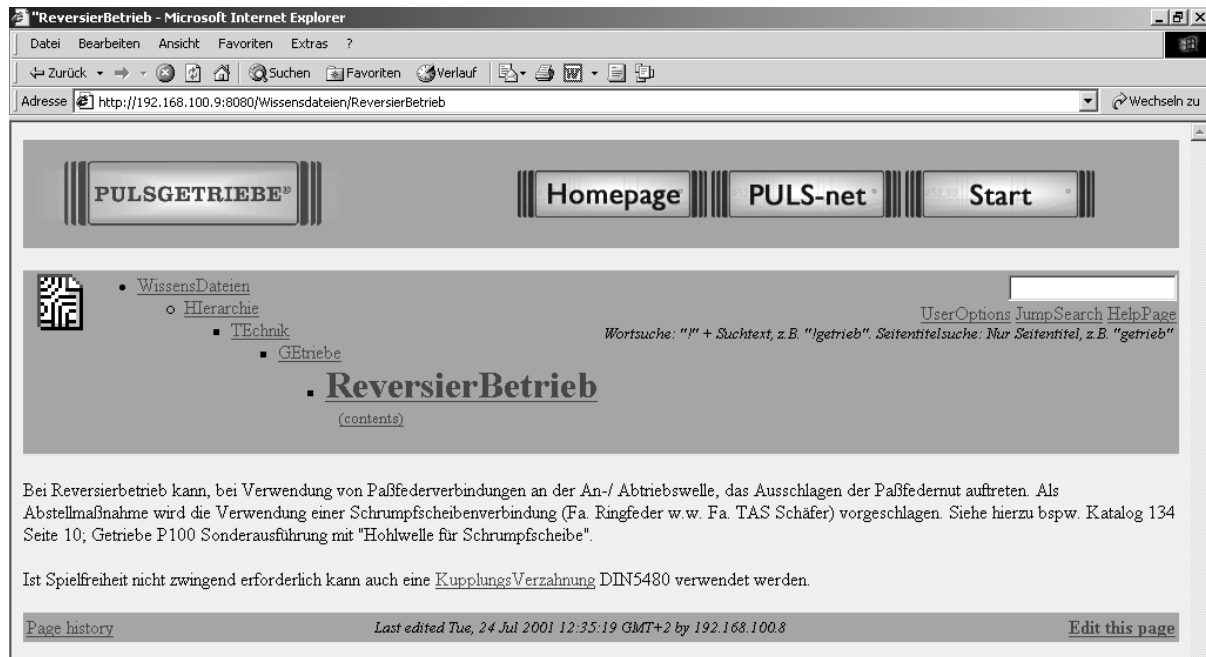 "ReversierBetrieb - Microsoft Internet Explorer
Datei Bearbeiten Ansicht Favoriten Extras ?
Zurück Suchen Favoriten Verlauf
Adresse http://192.168.100.9:8080/Wissensdateien/ReversierBetrieb Wechseln zu
PULSGETRIEBE® Homepage PULS-net Start
WissensDateien
HIerarchie
UserOptions JumpSearch HelpPage
TEchnik
Wortsuche: "!" + Suchtext, z.B. "!getrieb". Seitentitelsuche: Nur Seitentitel, z.B. "getrieb"
GEtriebe
ReversierBetrieb
(contents)
Bei Reversierbetrieb kann, bei Verwendung von Paßfederverbindungen an der An-/ Abtriebswelle, das Ausschlagen der Paßfedernut auftreten. Als
Abstellmaßnahme wird die Verwendung einer Schrumpfscheibenverbindung (Fa. Ringfeder w.w. Fa. TAS Schäfer) vorgeschlagen. Siehe hierzu bspw. Katalog 134
Seite 10; Getriebe P100 Sonderausführung mit "Hohlwelle für Schrumpfscheibe".
Ist Spielfreiheit nicht zwingend erforderlich kann auch eine KupplungsVerzahnung DIN5480 verwendet werden.
Page history Last edited Tue, 24 Jul 2001 12:35:19 GMT+2 by 192.168.100.8 Edit this page